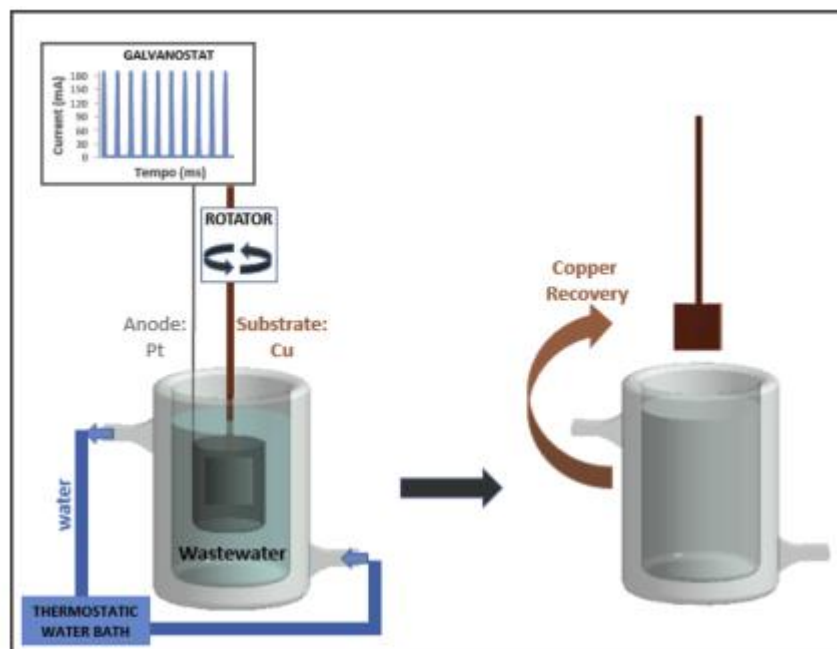 GALVANOSTAT
Current (mA)
180
150
120
90
60
30
0
Tempo (ms)
ROTATOR
Anode:
Pt
Substrate:
Cu
Wastewater
water
THERMOSTATIC
WATER BATH
Copper
Recovery